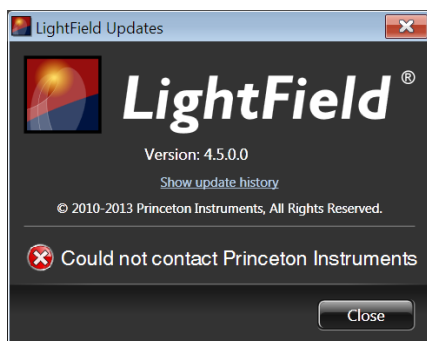 LightField Updates
LightField ®
Version: 4.5.0.0
Show update history
© 2010-2013 Princeton Instruments, All Rights Reserved.
Could not contact Princeton Instruments
Close